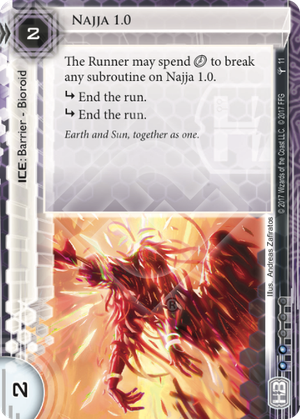 Najja 1.0
2
The Runner may spend to break
any subroutine on Najja 1.0.
End the run.
End the run.
Earth and Sun, together as one.
ICE: Barrier - Bioroid
11
© 2017 Wizards of the Coast LLC. © 2017 FFG
Illus. Andreas Zafiratos
2
HB